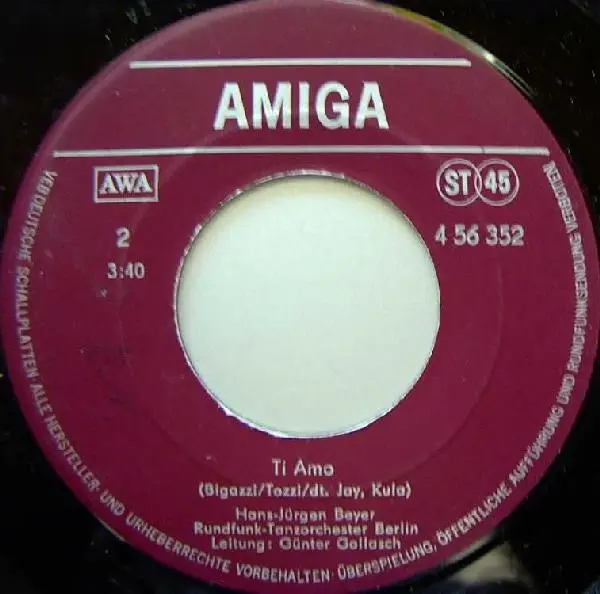 AMIGA
AWA
ST 45
2
4 56 352
3:40
Ti Amo
(Bigazzi/Tozzi/dt. Jay, Kula)
Hans-Jürgen Beyer
Rundfunk-Tanzorchester Berlin
Leitung: Günter Gollasch
VEB DEUTSCHE SCHALLPLATTEN ALLE HERSTELLER- UND URHEBERRECHTE VORBEHALTEN · ÜBERSPIELUNG, ÖFFENTLICHE AUFFÜHRUNG UND RUNDFUNKSENDUNG VERBOTEN